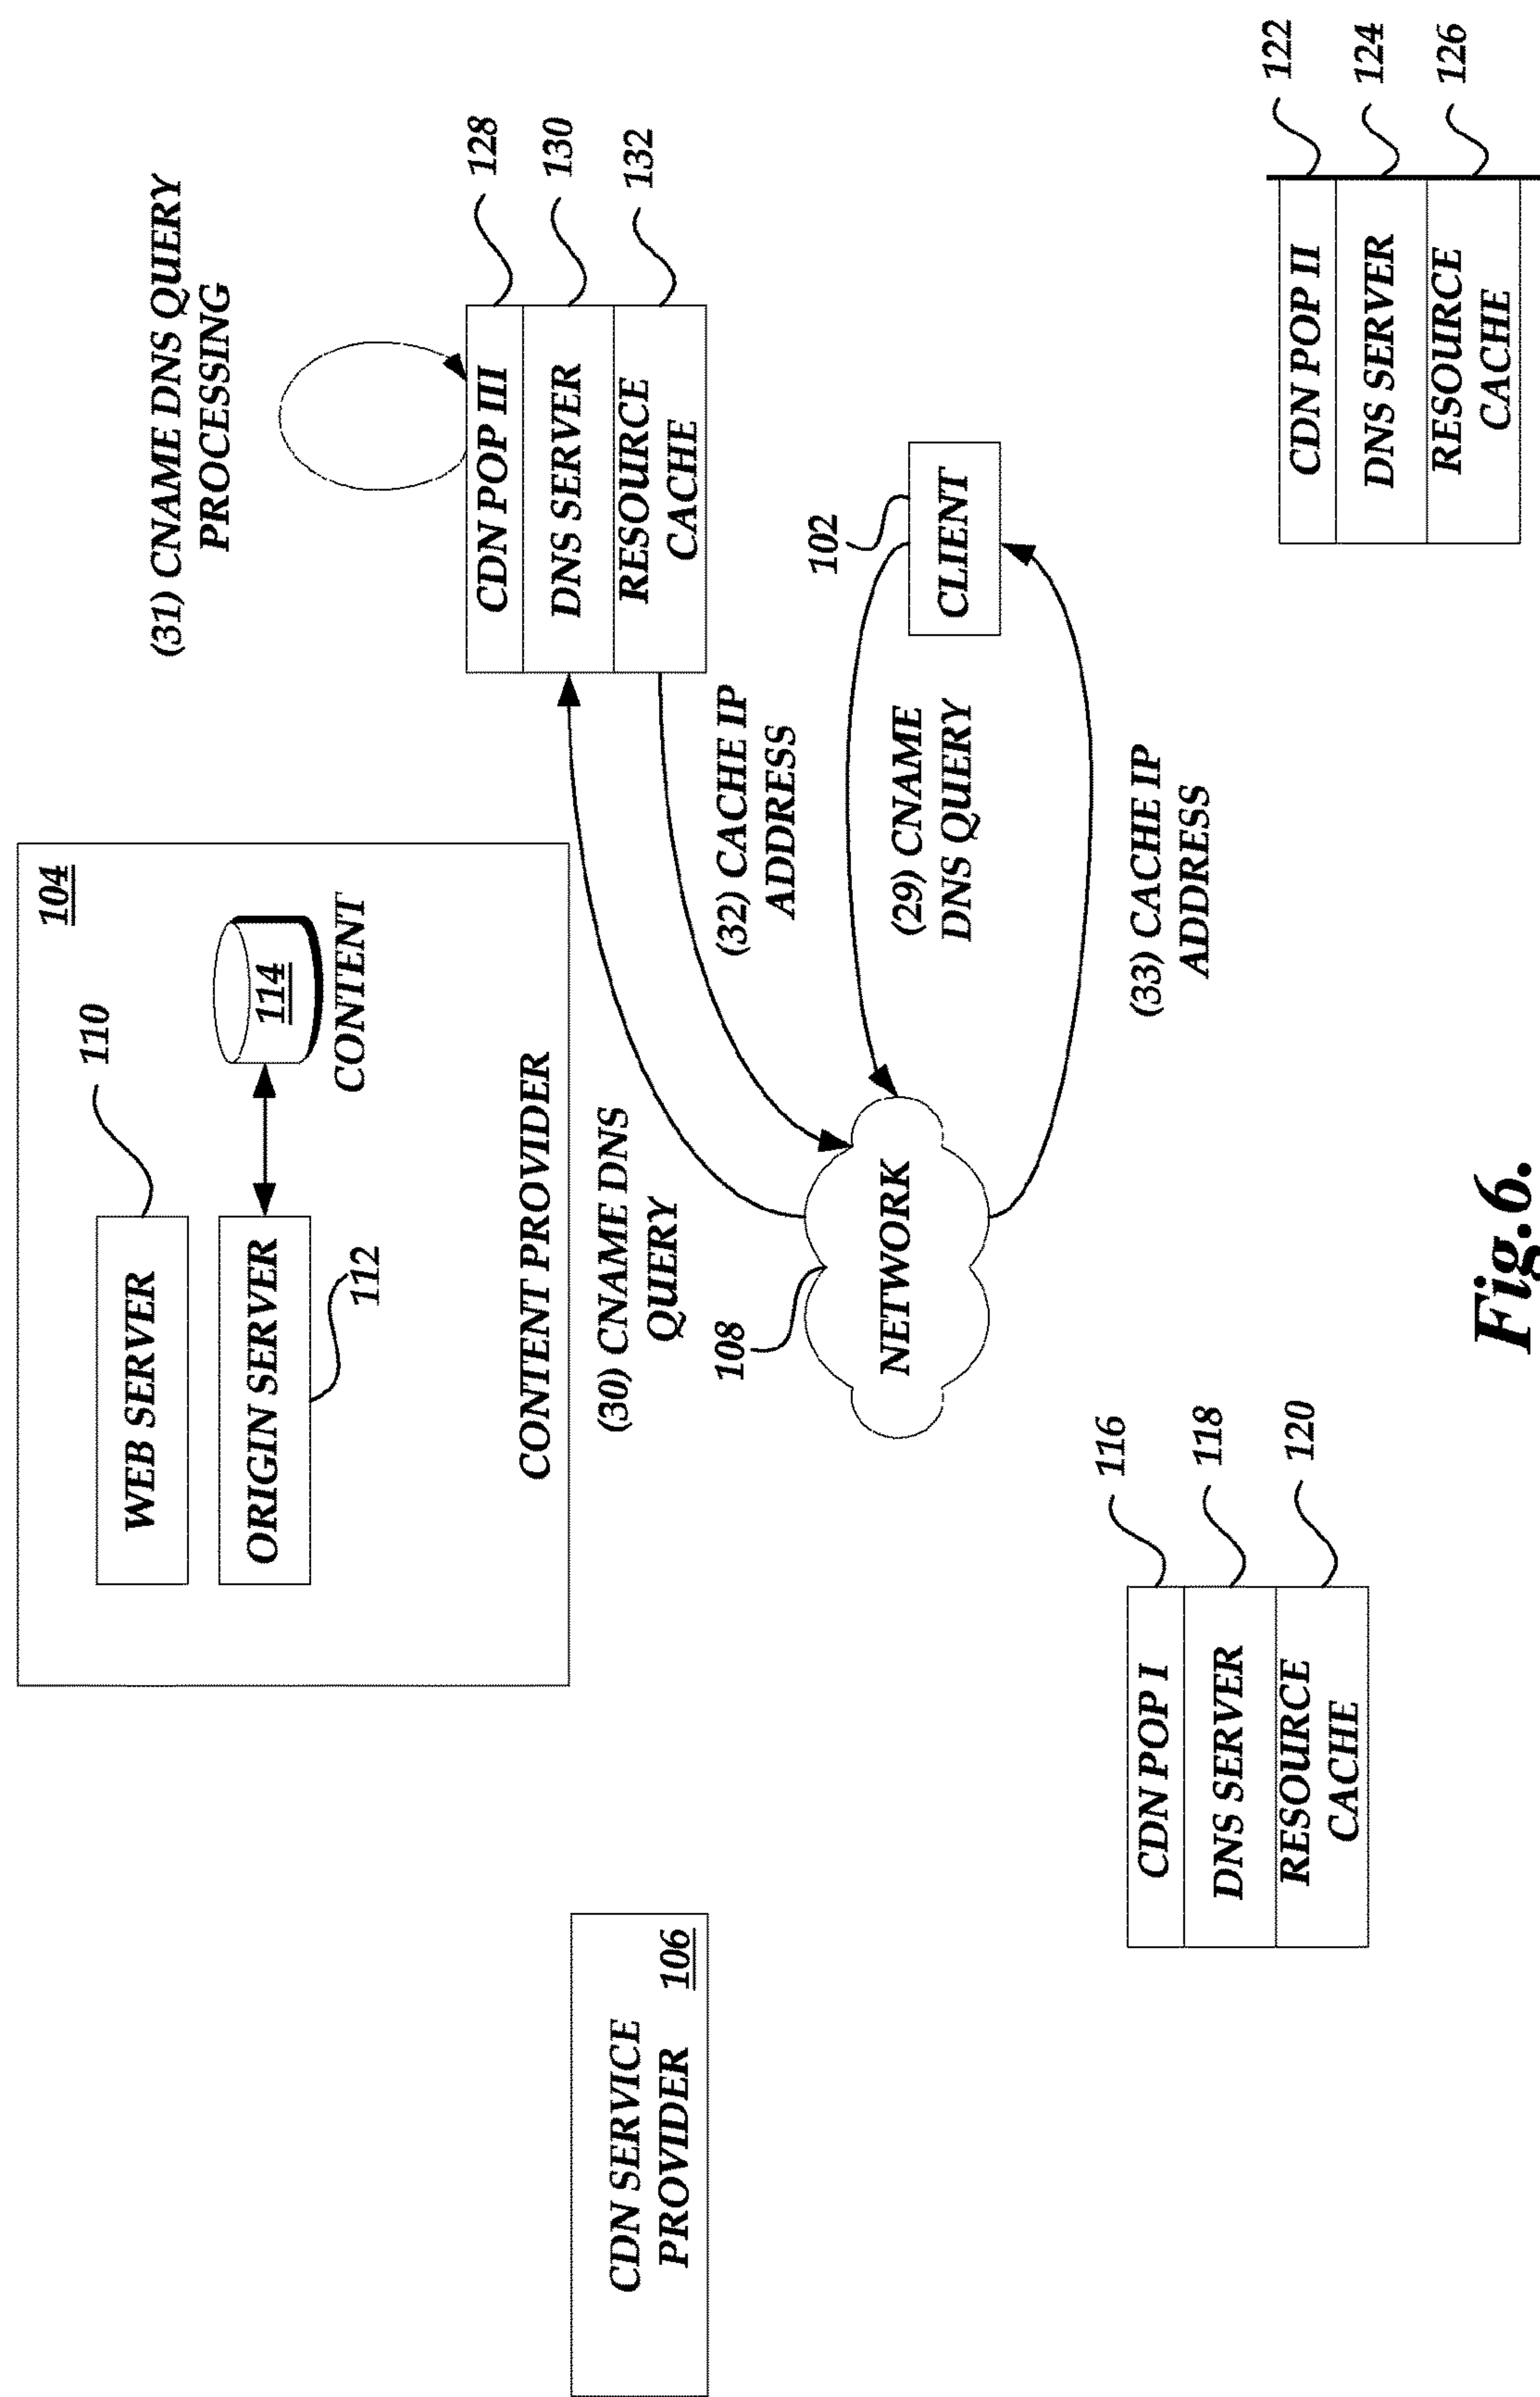 104
WEB SERVER
110
ORIGIN SERVER
112
114
CONTENT
CONTENT PROVIDER
(31) CNAME DNS QUERY
PROCESSING
CDN POP III
128
DNS SERVER
130
RESOURCE
CACHE
132
CDN SERVICE
PROVIDER
106
(30) CNAME DNS
QUERY
(32) CACHE IP
ADDRESS
108
NETWORK
102
CLIENT
(29) CNAME
DNS QUERY
(33) CACHE IP
ADDRESS
CDN POP I
116
DNS SERVER
118
RESOURCE
CACHE
120
CDN POP II
122
DNS SERVER
124
RESOURCE
CACHE
126
Fig.6.